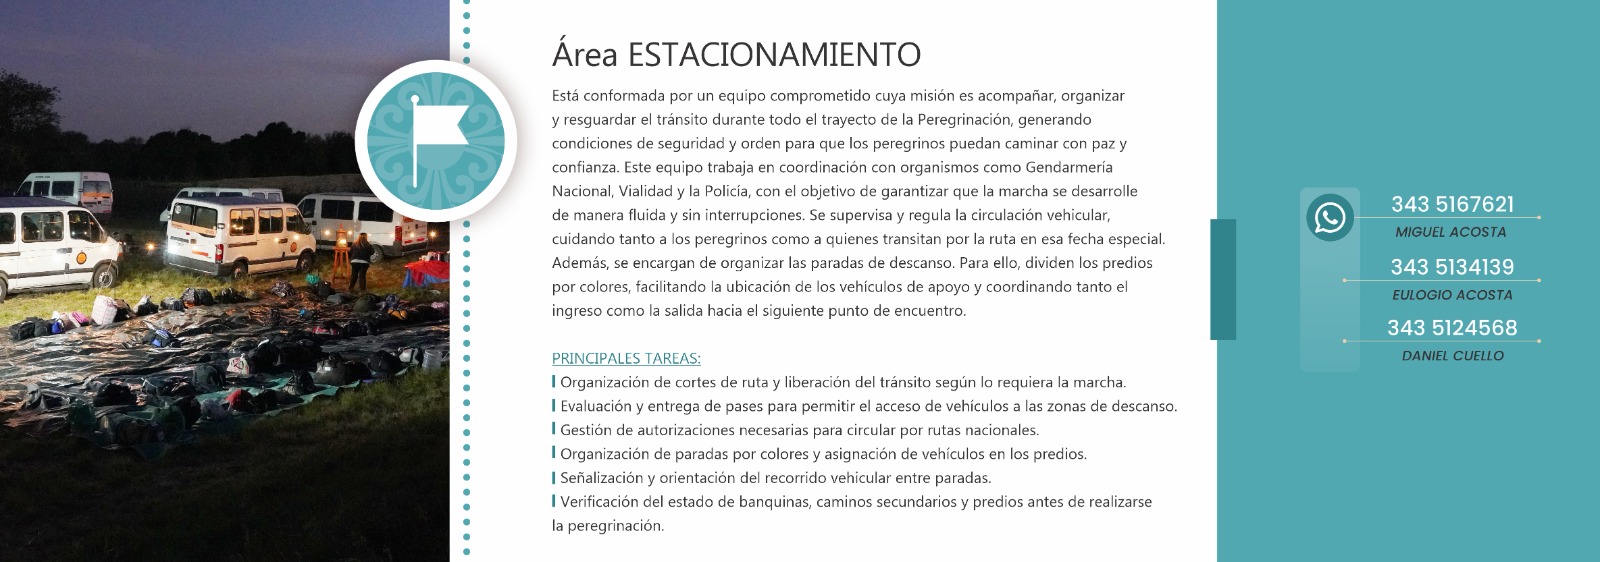 Área ESTACIONAMIENTO
Está conformada por un equipo comprometido cuya misión es acompañar, organizar
y resguardar el tránsito durante todo el trayecto de la Peregrinación, generando
condiciones de seguridad y orden para que los peregrinos puedan caminar con paz y
confianza. Este equipo trabaja en coordinación con organismos como Gendarmería
Nacional, Vialidad y la Policía, con el objetivo de garantizar que la marcha se desarrolle
de manera fluida y sin interrupciones. Se supervisa y regula la circulación vehicular,
cuidando tanto a los peregrinos como a quienes transitan por la ruta en esa fecha especial.
Además, se encargan de organizar las paradas de descanso. Para ello, dividen los predios
por colores, facilitando la ubicación de los vehículos de apoyo y coordinando tanto el
ingreso como la salida hacia el siguiente punto de encuentro.
PRINCIPALES TAREAS:
Organización de cortes de ruta y liberación del tránsito según lo requiera la marcha.
Evaluación y entrega de pases para permitir el acceso de vehículos a las zonas de descanso.
Gestión de autorizaciones necesarias para circular por rutas nacionales.
Organización de paradas por colores y asignación de vehículos en los predios.
Señalización y orientación del recorrido vehicular entre paradas.
Verificación del estado de banquinas, caminos secundarios y predios antes de realizarse
la peregrinación.
343 5167621
MIGUEL ACOSTA
343 5134139
EULOGIO ACOSTA
343 5124568
DANIEL CUELLO